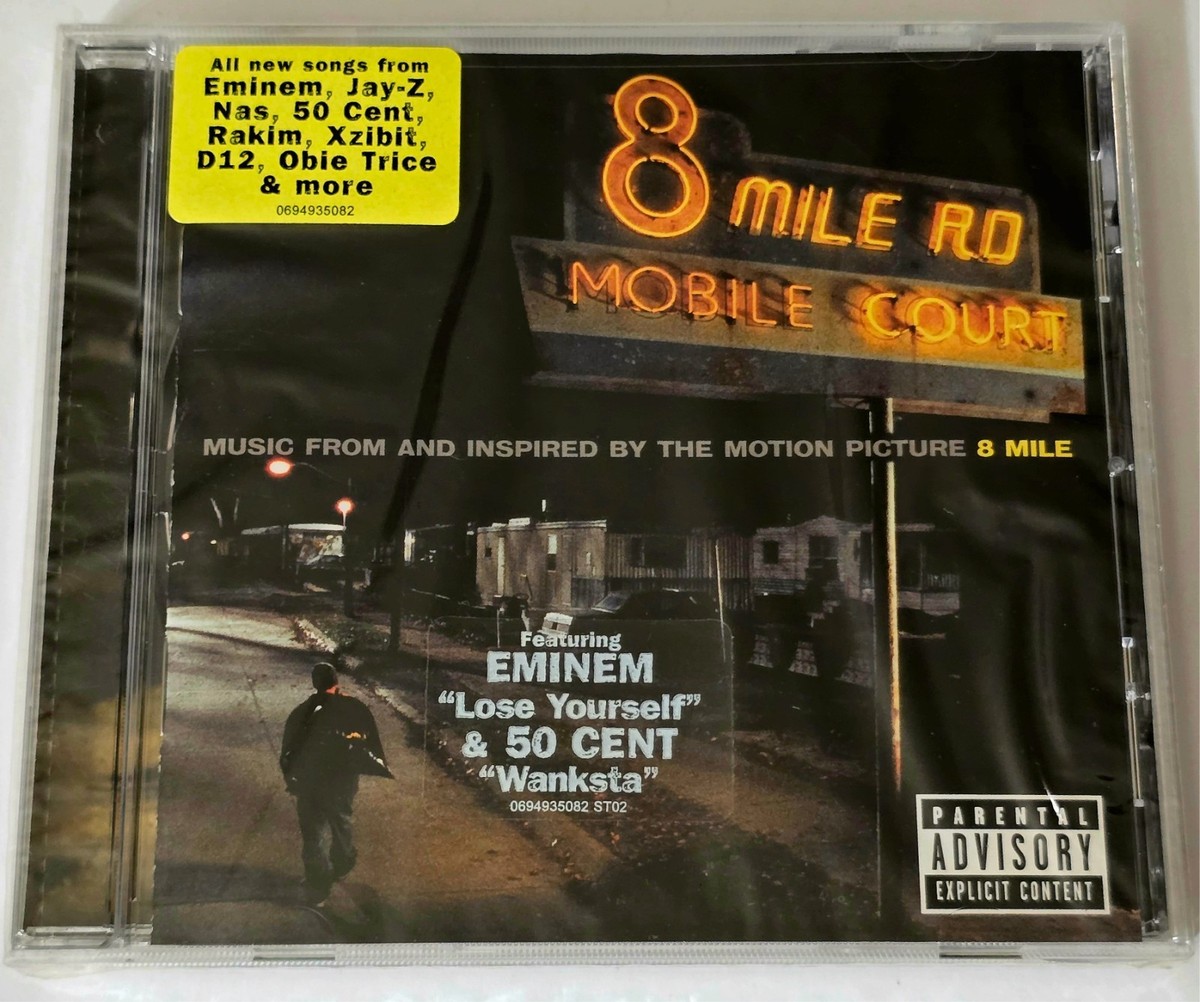 All new songs from
Eminem, Jay-Z,
Nas, 50 Cent,
Rakim, Xzibit,
D12, Obie Trice
& more
0694935082
8 MILE RD
MOBILE COURT
MUSIC FROM AND INSPIRED BY THE MOTION PICTURE 8 MILE
Featuring
EMINEM
“Lose Yourself”
& 50 CENT
“Wanksta”
0694935082 ST02
PARENTAL
ADVISORY
EXPLICIT CONTENT